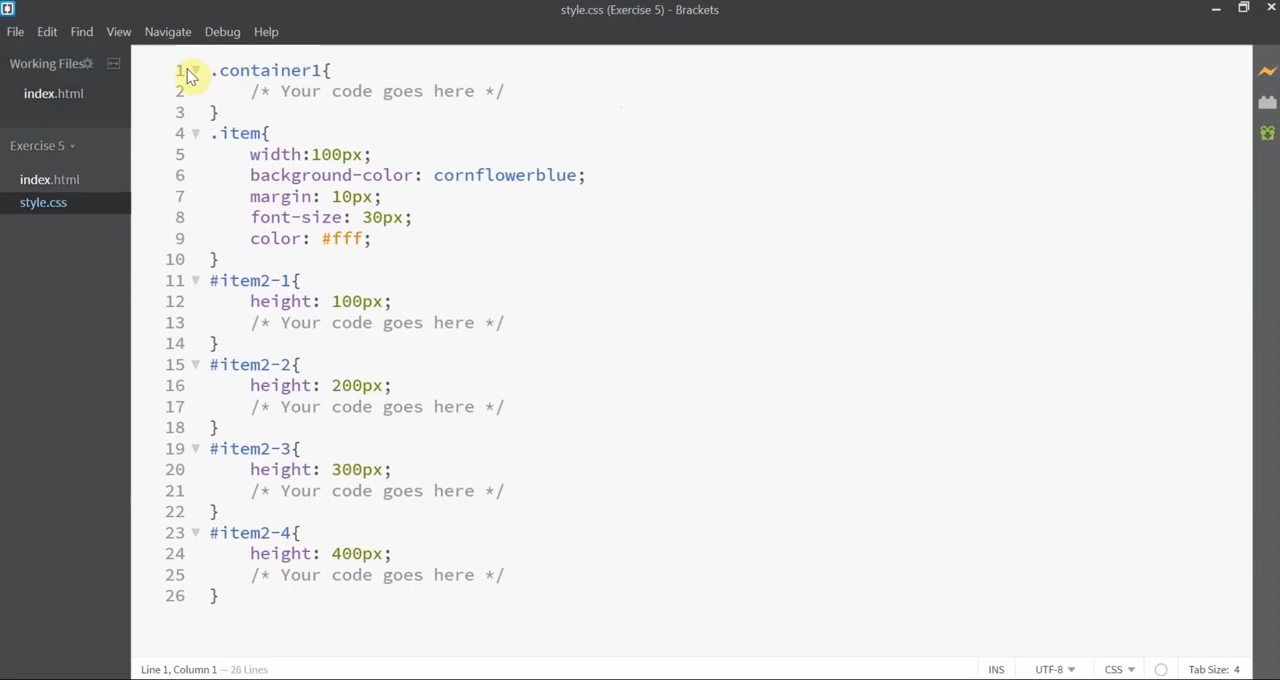 style.css (Exercise 5) - Brackets
File Edit Find View Navigate Debug Help
Working Files
index.html
Exercise 5
index.html
style.css
1 .container1{
2 /* Your code goes here */
3 }
4 .item{
5 width:100px;
6 background-color: cornflowerblue;
7 margin: 10px;
8 font-size: 30px;
9 color: #fff;
10 }
11 #item2-1{
12 height: 100px;
13 /* Your code goes here */
14 }
15 #item2-2{
16 height: 200px;
17 /* Your code goes here */
18 }
19 #item2-3{
20 height: 300px;
21 /* Your code goes here */
22 }
23 #item2-4{
24 height: 400px;
25 /* Your code goes here */
26 }
Line 1, Column 1 — 26 Lines
INS UTF-8 CSS Tab Size: 4